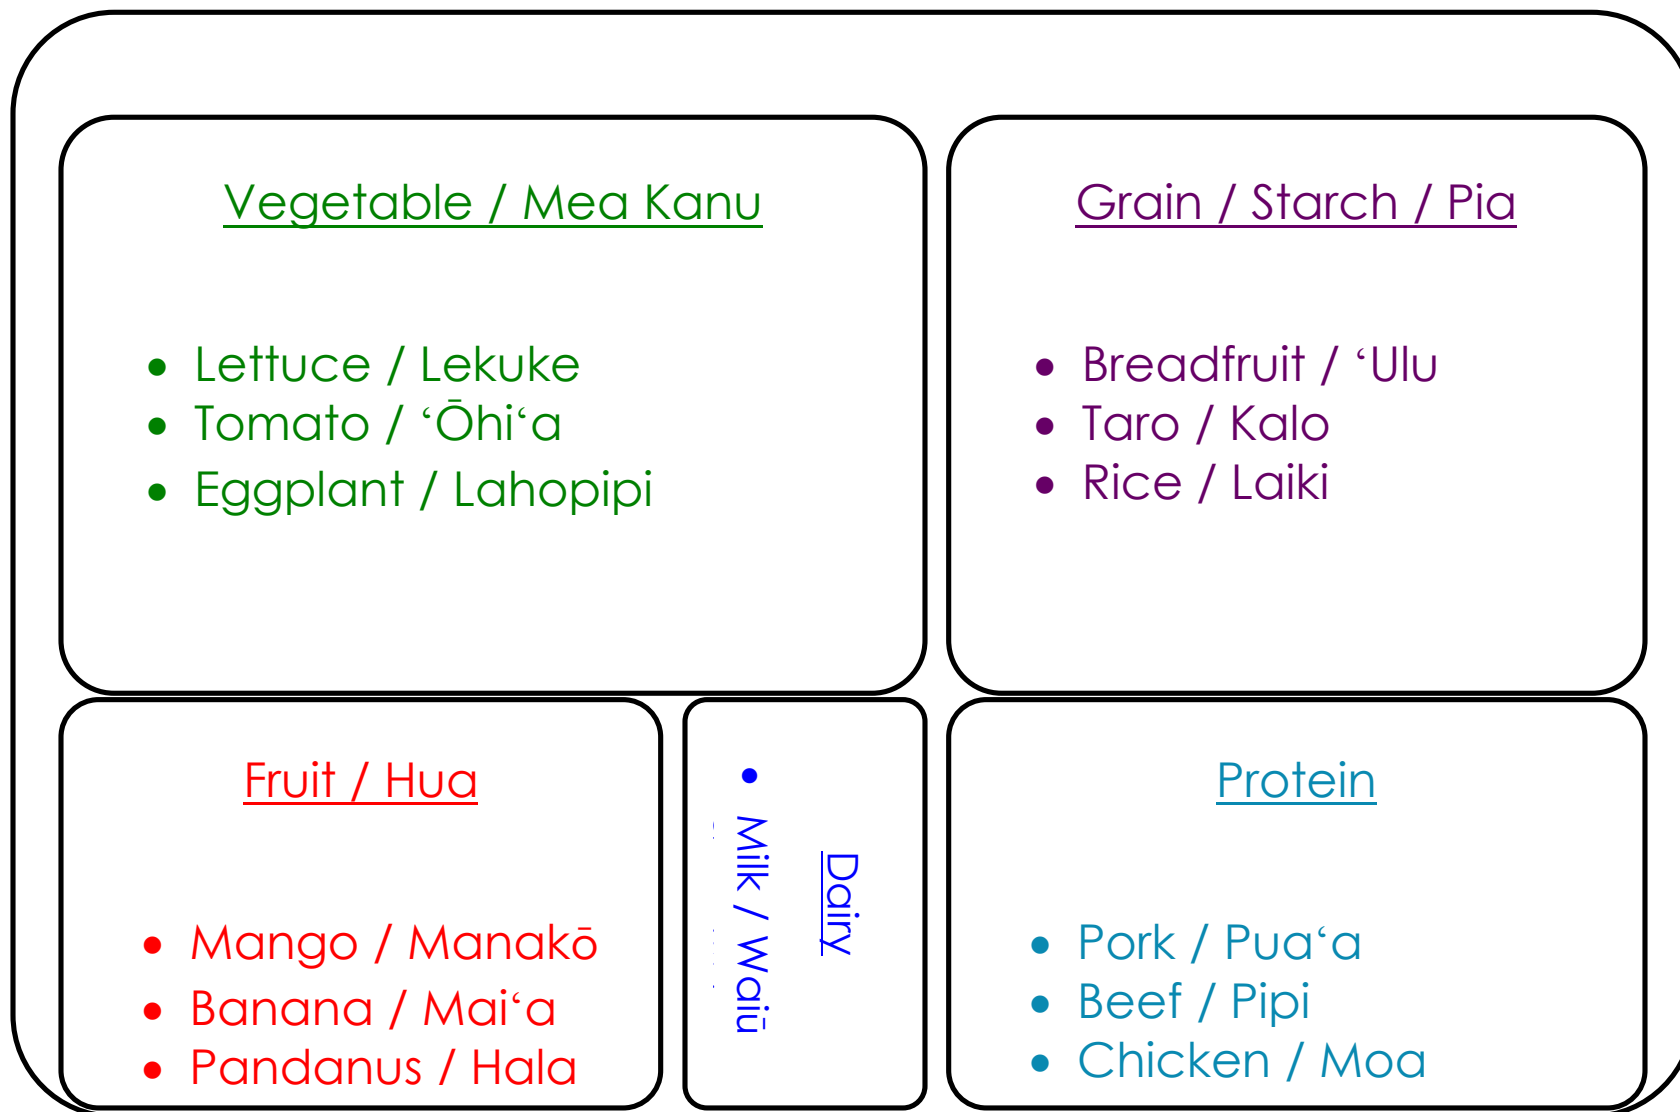 Vegetable / Mea Kanu
• Lettuce / Lekuke
• Tomato / ʻŌhiʻa
• Eggplant / Lahopipi
Grain / Starch / Pia
• Breadfruit / ʻUlu
• Taro / Kalo
• Rice / Laiki
Fruit / Hua
• Mango / Manakō
• Banana / Maiʻa
• Pandanus / Hala
Dairy
• Milk / Waiū
Protein
• Pork / Puaʻa
• Beef / Pipi
• Chicken / Moa